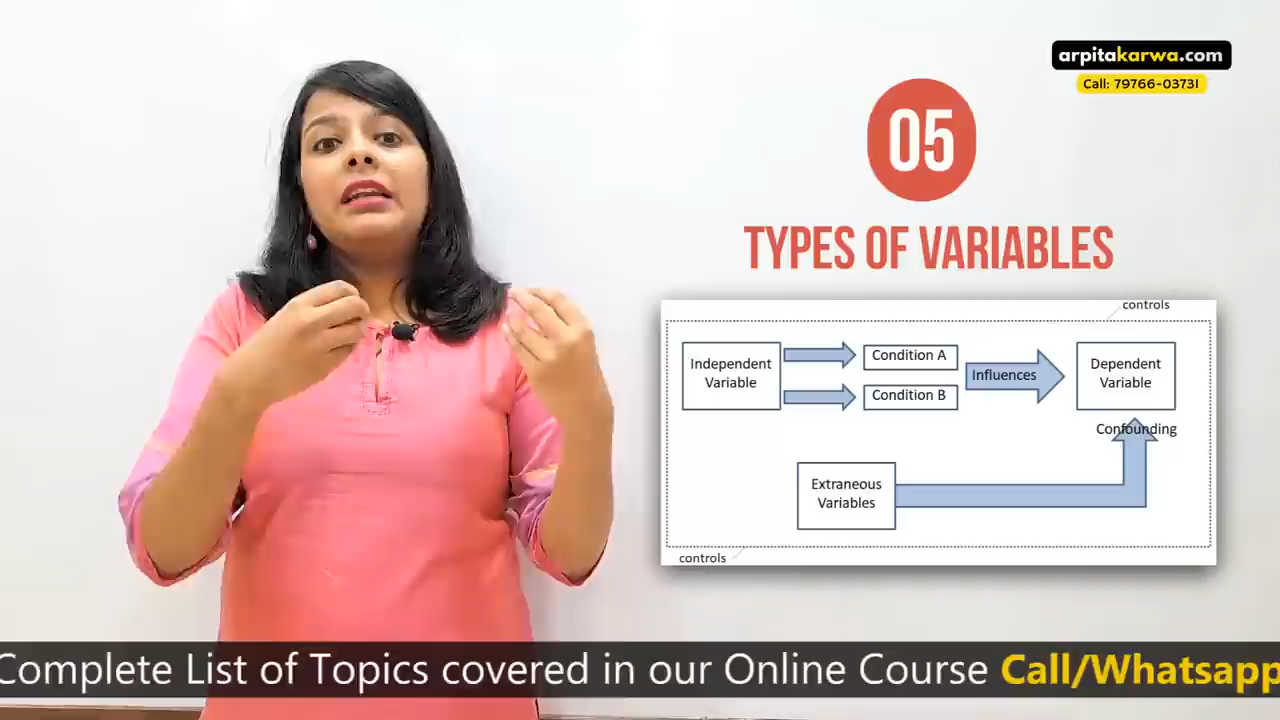 arpitakarwa.com
Call: 79766-03731
05
TYPES OF VARIABLES
controls
Independent
Variable
Condition A
Condition B
Influences
Dependent
Variable
Confounding
Extraneous
Variables
controls
Complete List of Topics covered in our Online Course Call/Whatsapp